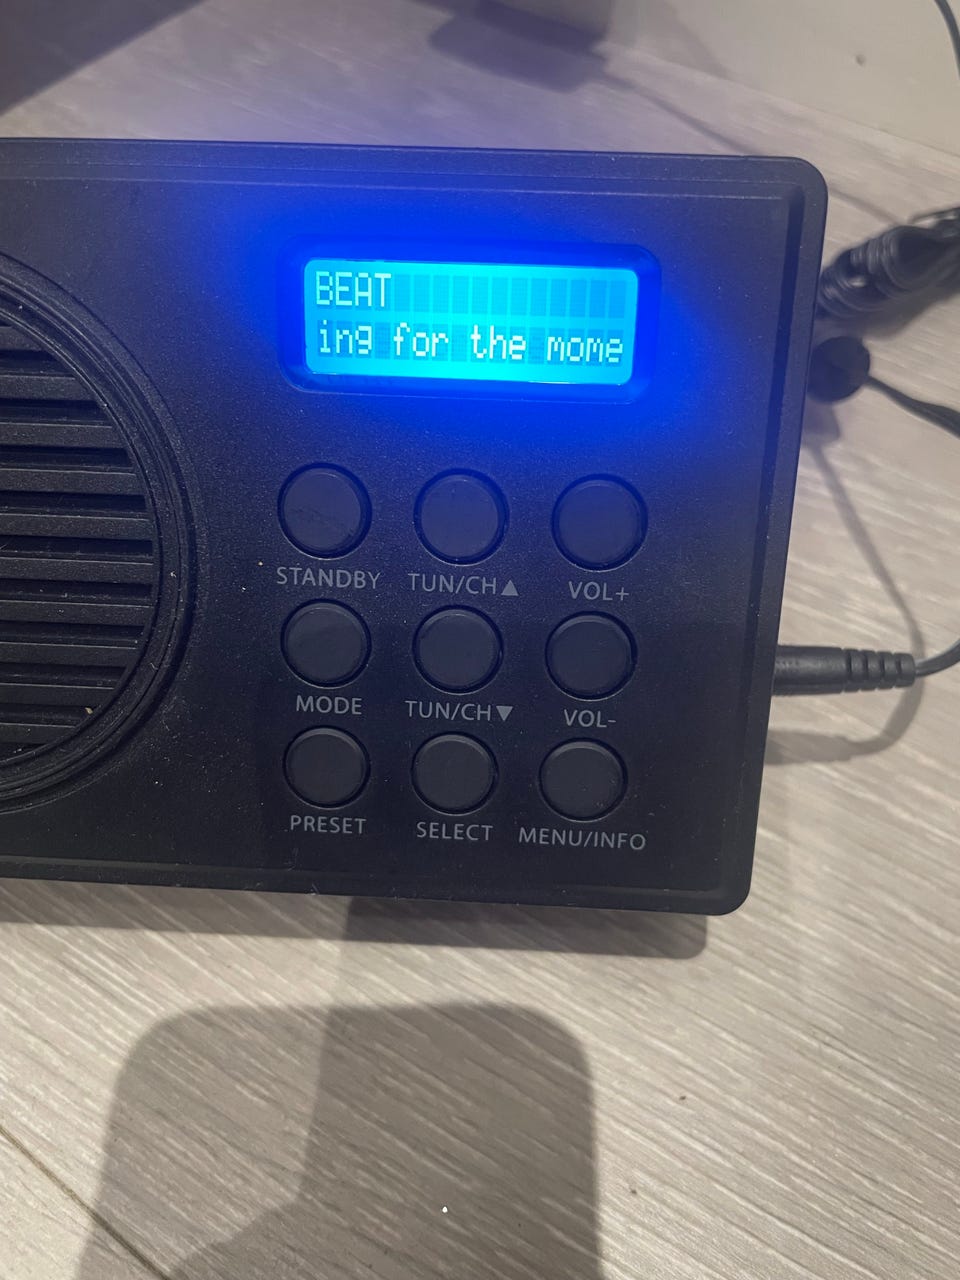 BEAT
ing for the mome
STANDBY TUN/CH▲ VOL+
MODE TUN/CH▼ VOL-
PRESET SELECT MENU/INFO